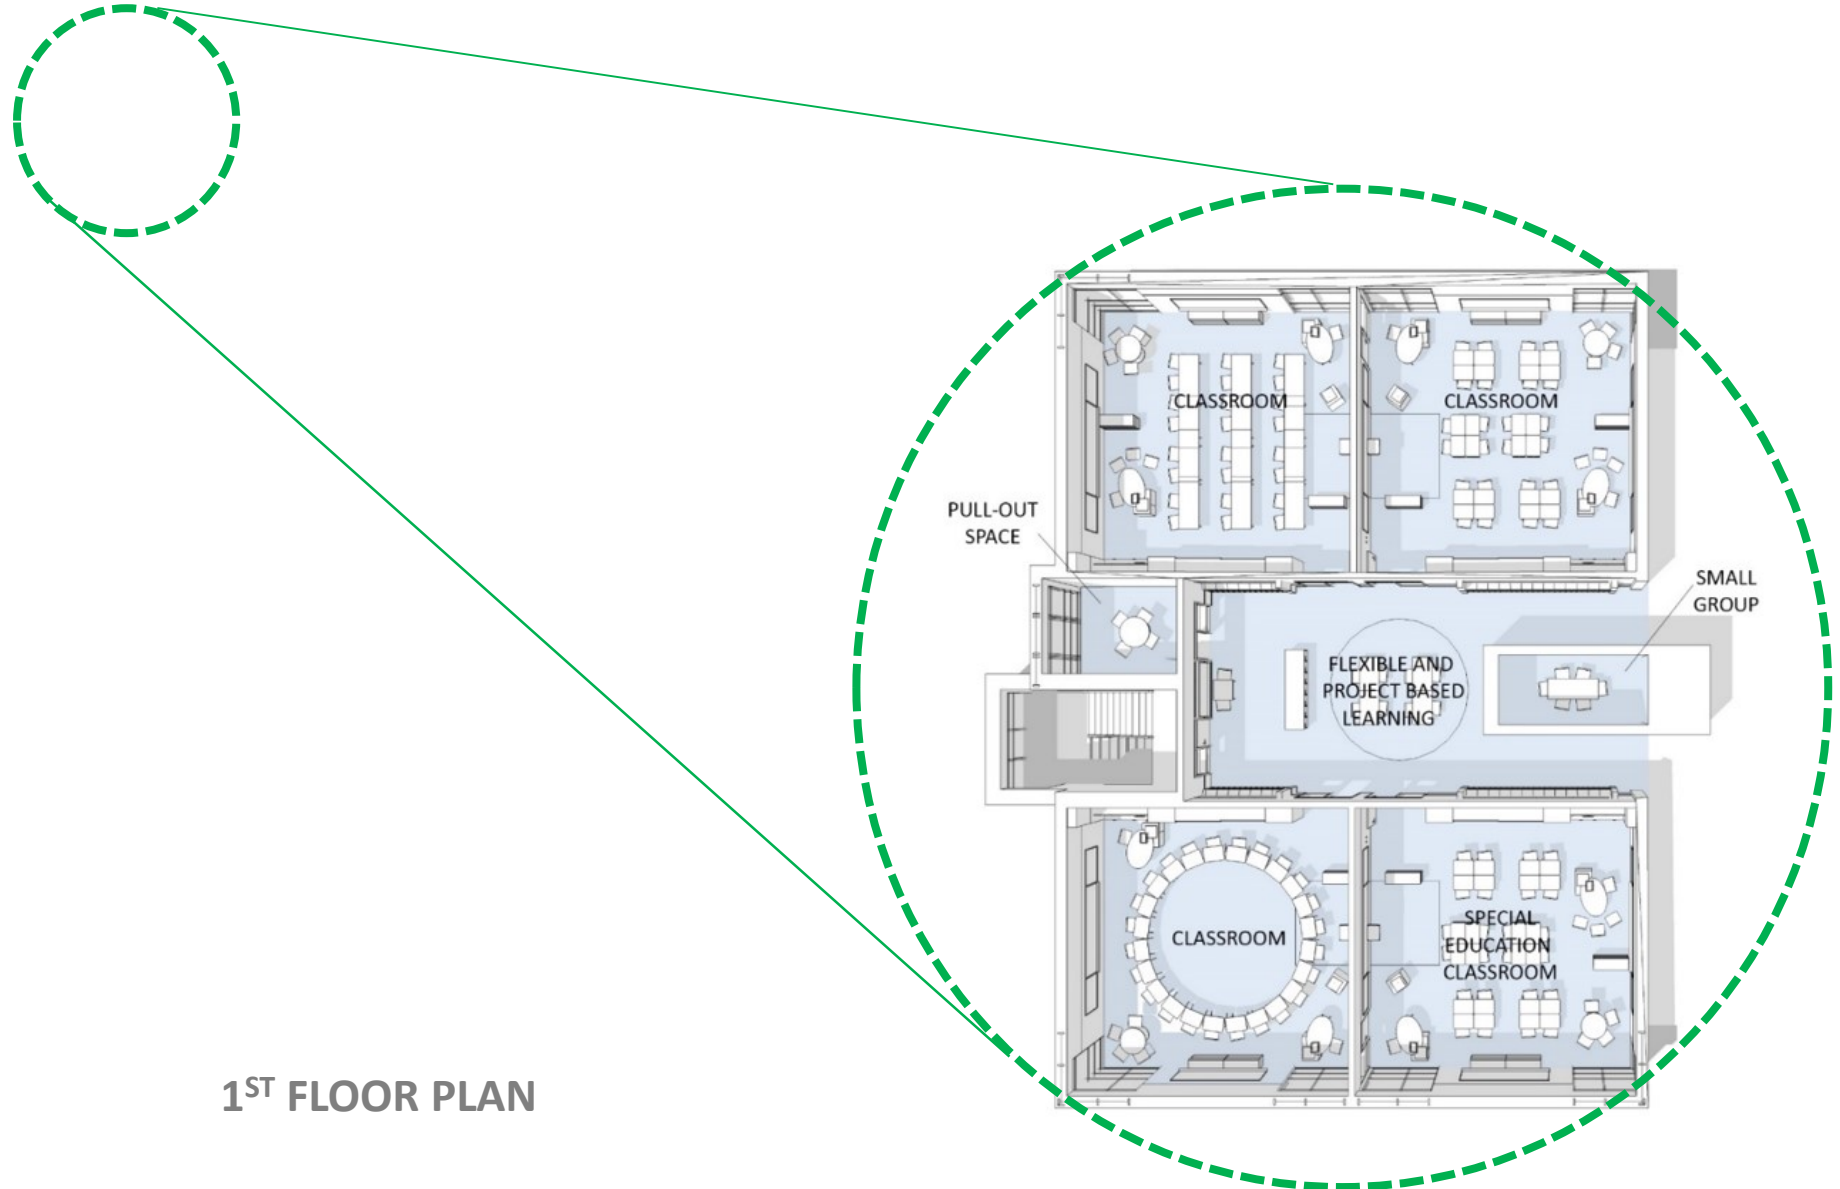 CLASSROOM
CLASSROOM
PULL-OUT
SPACE
SMALL
GROUP
FLEXIBLE AND
PROJECT BASED
LEARNING
CLASSROOM
SPECIAL
EDUCATION
CLASSROOM
1ST FLOOR PLAN